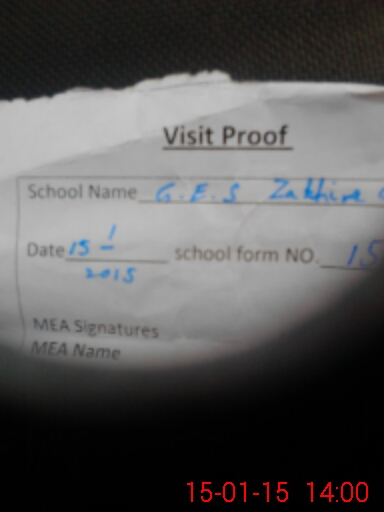 Visit Proof
School Name G.E.S Zakhire
Date 15 1 school form NO. 15
2015
MEA Signatures
MEA Name
15-01-15 14:00